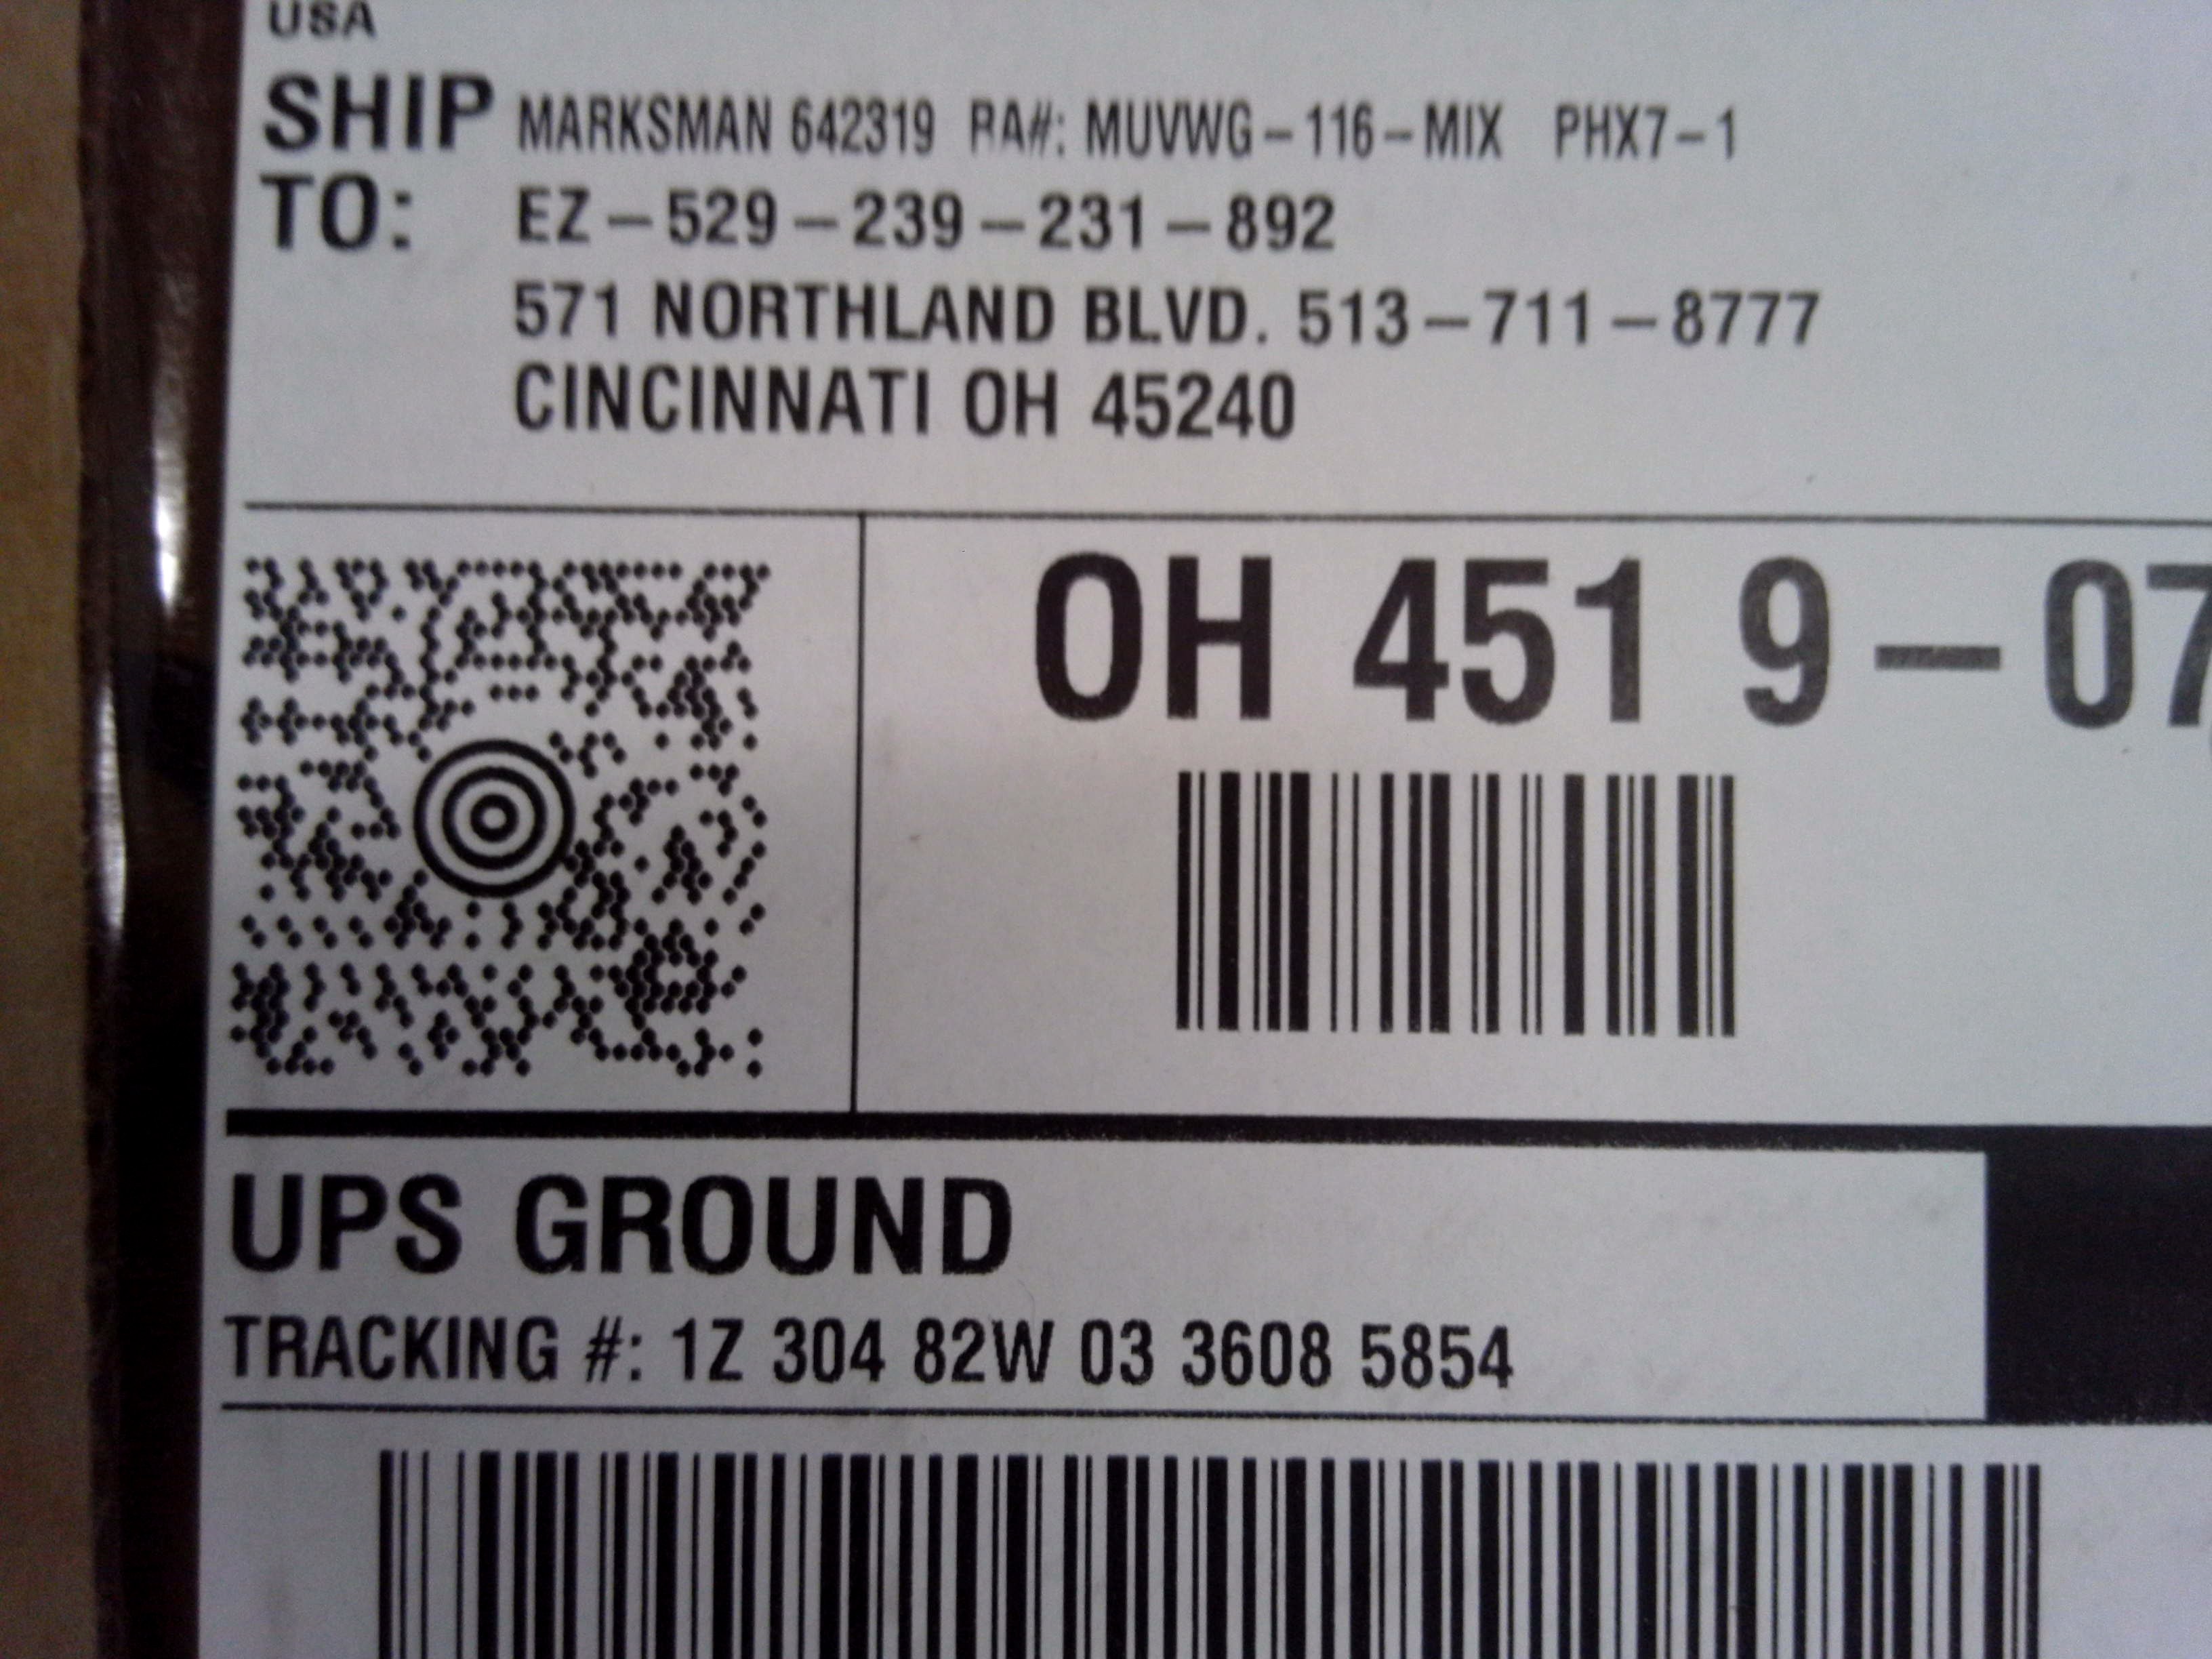 USA
SHIP TO: MARKSMAN 642319 RA#: MUVWG-116-MIX PHX7-1
EZ-529-239-231-892
571 NORTHLAND BLVD. 513-711-8777
CINCINNATI OH 45240
OH 451 9-07
UPS GROUND
TRACKING #: 1Z 304 82W 03 3608 5854